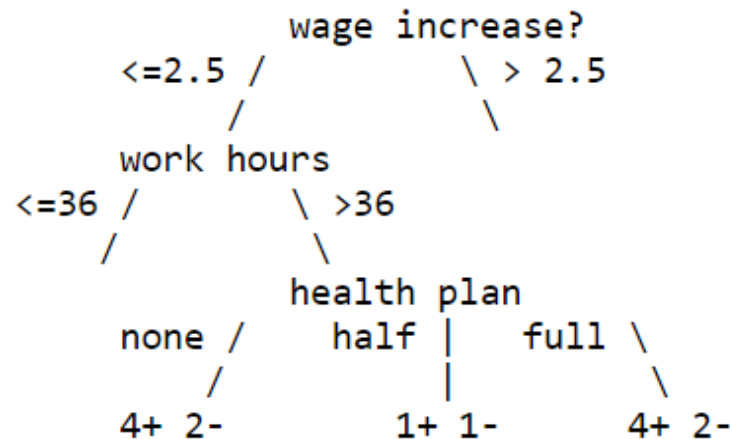 wage increase?
<=2.5 / \ > 2.5
/ \
work hours
<=36 / \ >36
/ \
health plan
none / half | full \
/ | \
4+ 2- 1+ 1- 4+ 2-